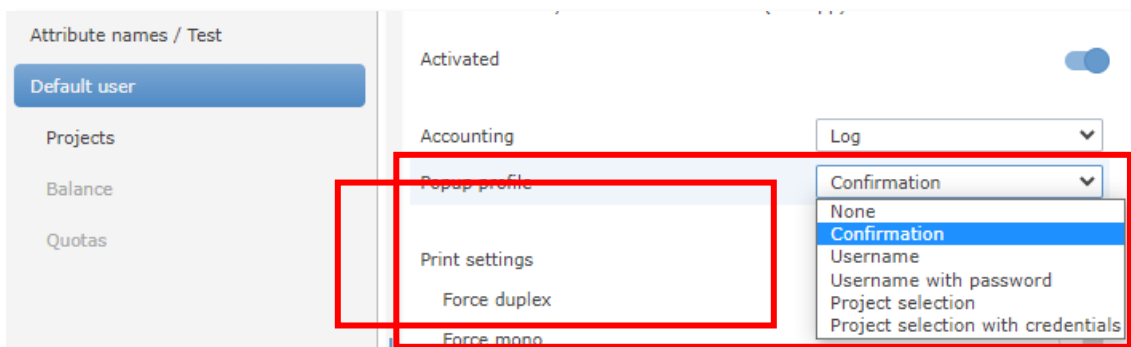 Attribute names / Test
Default user
Projects
Balance
Quotas
Activated
Accounting
Log
Popup profile
Confirmation
None
Confirmation
Username
Username with password
Project selection
Project selection with credentials
Print settings
Force duplex
Force mono